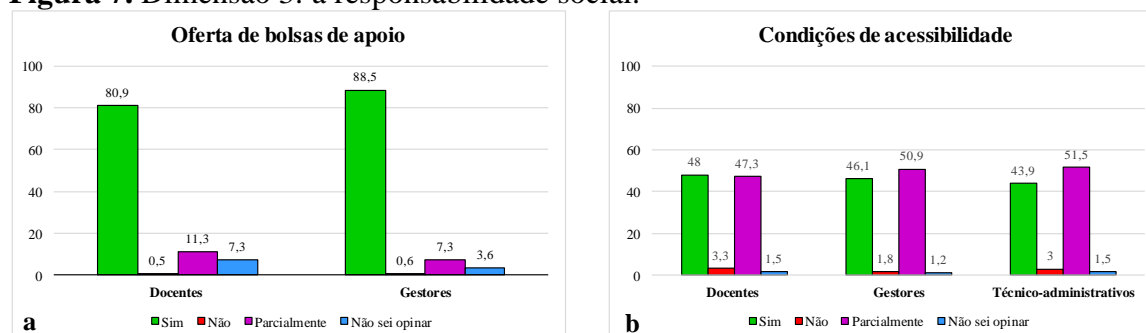 Figura 7. Dimensão 3: a responsabilidade social.
Oferta de bolsas de apoio
100
80
60
40
20
0
80,9
0,5
11,3
7,3
88,5
0,6
7,3
3,6
Docentes
Gestores
Sim Não Parcialmente Não sei opinar
a
Condições de acessibilidade
100
80
60
40
20
0
48
3,3
47,3
1,5
46,1
1,8
50,9
1,2
43,9
3
51,5
1,5
Docentes
Gestores
Técnico-administrativos
Sim Não Parcialmente Não sei opinar
b